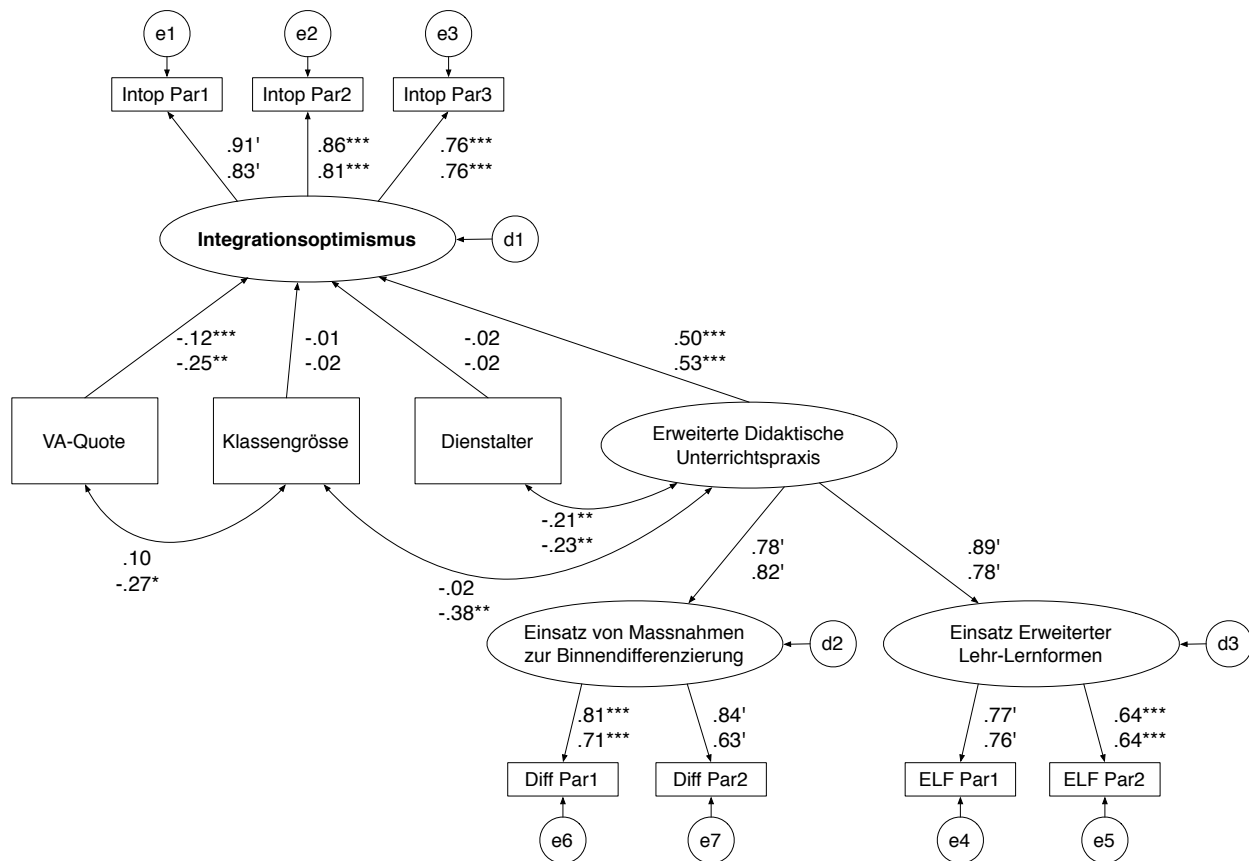 e1
e2
e3
Intop Par1
Intop Par2
Intop Par3
.91'
.83'
.86***
.81***
.76***
.76***
Integrationsoptimismus
d1
-.12***
-.25**
-.01
-.02
-.02
-.02
.50***
.53***
VA-Quote
Klassengrösse
Dienstalter
Erweiterte Didaktische
Unterrichtspraxis
-.21**
-.23**
.10
-.27*
-.02
-.38**
.78'
.82'
.89'
.78'
Einsatz von Massnahmen
zur Binnendifferenzierung
d2
Einsatz Erweiterter
Lehr-Lernformen
d3
.81***
.71***
.84'
.63'
.77'
.76'
.64***
.64***
Diff Par1
Diff Par2
ELF Par1
ELF Par2
e6
e7
e4
e5